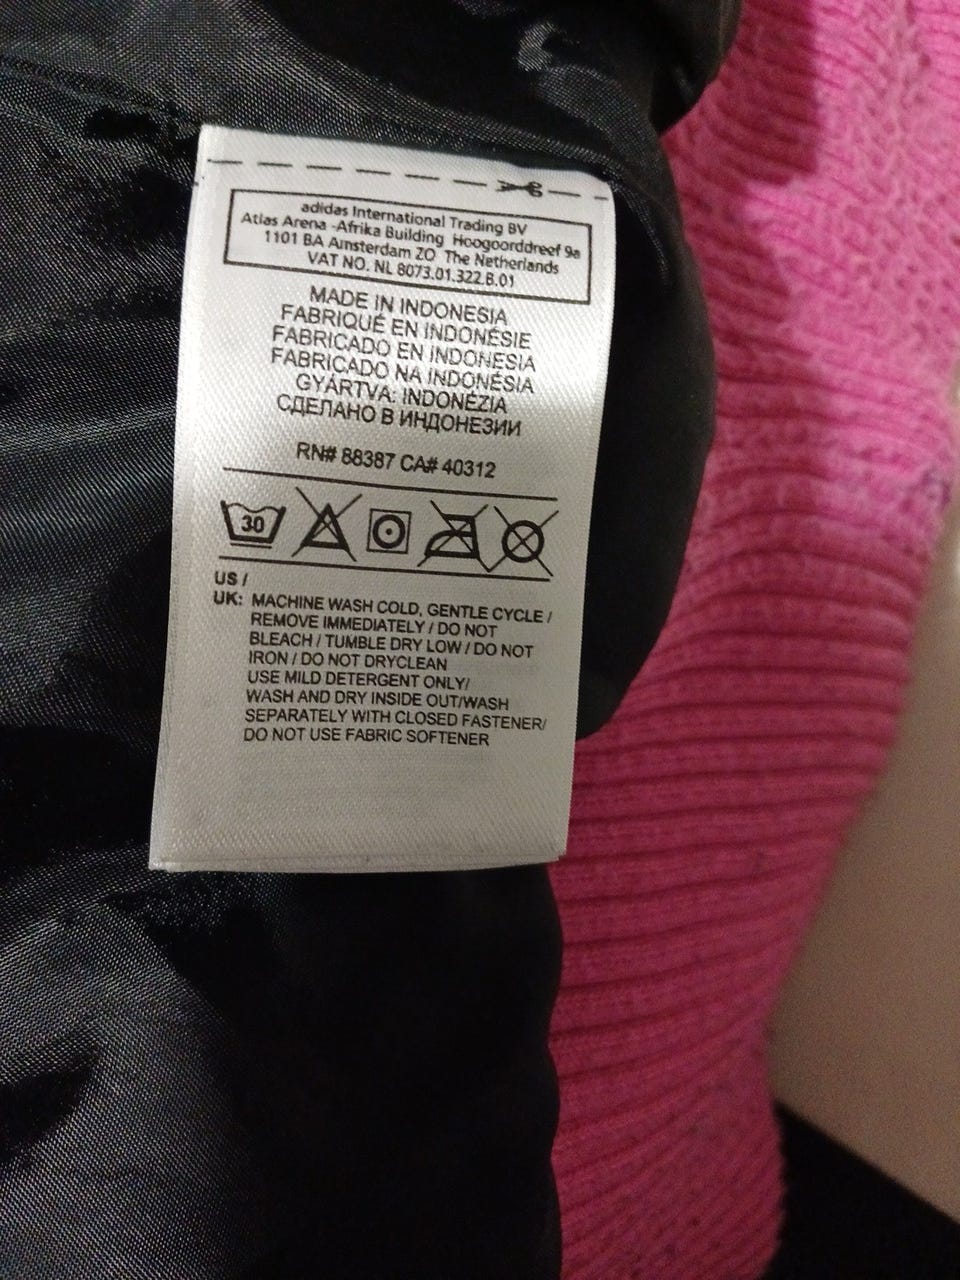 adidas International Trading BV
Atlas Arena -Afrika Building Hoogoorddreef 9a
1101 BA Amsterdam ZO The Netherlands
VAT NO. NL 8073.01.322.B.01
MADE IN INDONESIA
FABRIQUÉ EN INDONÉSIE
FABRICADO EN INDONESIA
FABRICADO NA INDONÉSIA
GYÁRTVA: INDONÉZIA
СДЕЛАНО В ИНДОНЕЗИИ
RN# 88387 CA# 40312
30
US /
UK: MACHINE WASH COLD, GENTLE CYCLE /
REMOVE IMMEDIATELY / DO NOT
BLEACH / TUMBLE DRY LOW / DO NOT
IRON / DO NOT DRYCLEAN
USE MILD DETERGENT ONLY/
WASH AND DRY INSIDE OUT/WASH
SEPARATELY WITH CLOSED FASTENER/
DO NOT USE FABRIC SOFTENER